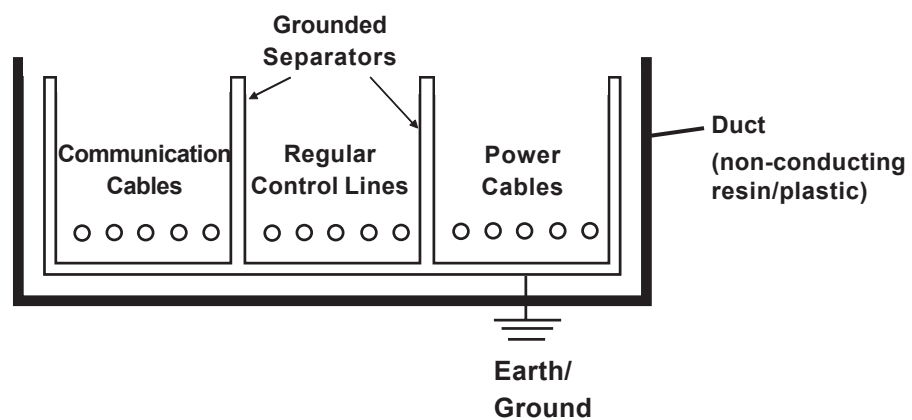 Grounded
Separators
Communication
Cables
Regular
Control Lines
Power
Cables
Duct
(non-conducting
resin/plastic)
Earth/
Ground